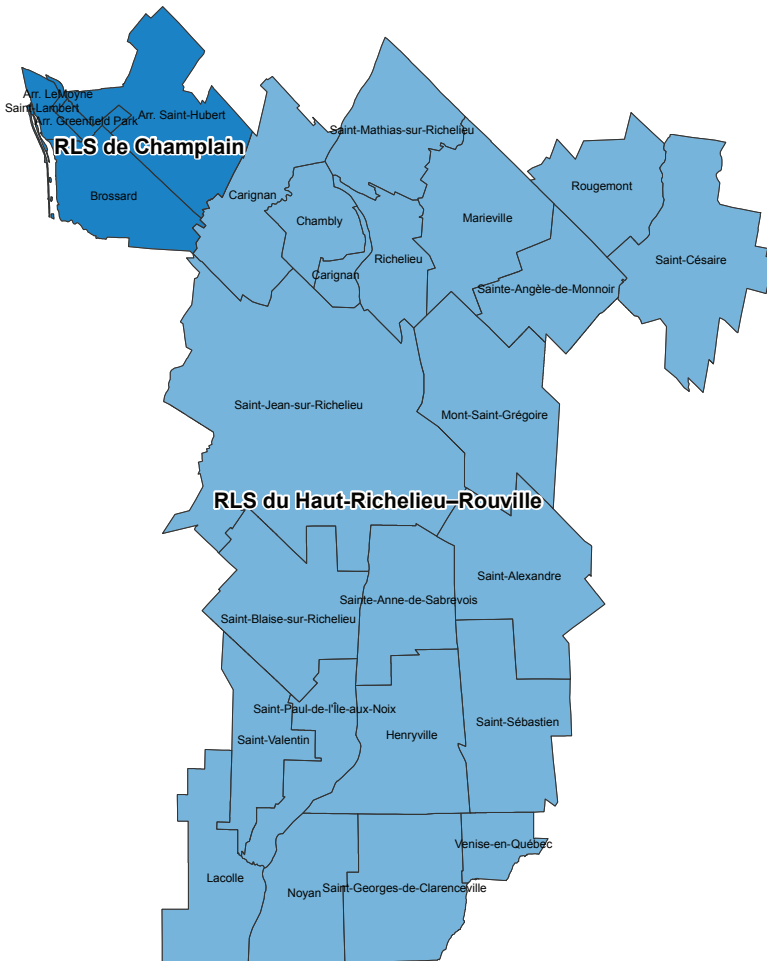 Arr. LeMoyne
Saint-Lambert
Arr. Saint-Hubert
Arr. Greenfield Park
RLS de Champlain
Brossard
Saint-Mathias-sur-Richelieu
Rougemont
Carignan
Chambly
Marieville
Richelieu
Saint-Césaire
Carignan
Sainte-Angèle-de-Monnoir
Saint-Jean-sur-Richelieu
Mont-Saint-Grégoire
RLS du Haut-Richelieu–Rouville
Saint-Alexandre
Sainte-Anne-de-Sabrevois
Saint-Blaise-sur-Richelieu
Saint-Paul-de-l'Île-aux-Noix
Saint-Sébastien
Henryville
Saint-Valentin
Venise-en-Québec
Lacolle
Saint-Georges-de-Clarenceville
Noyan